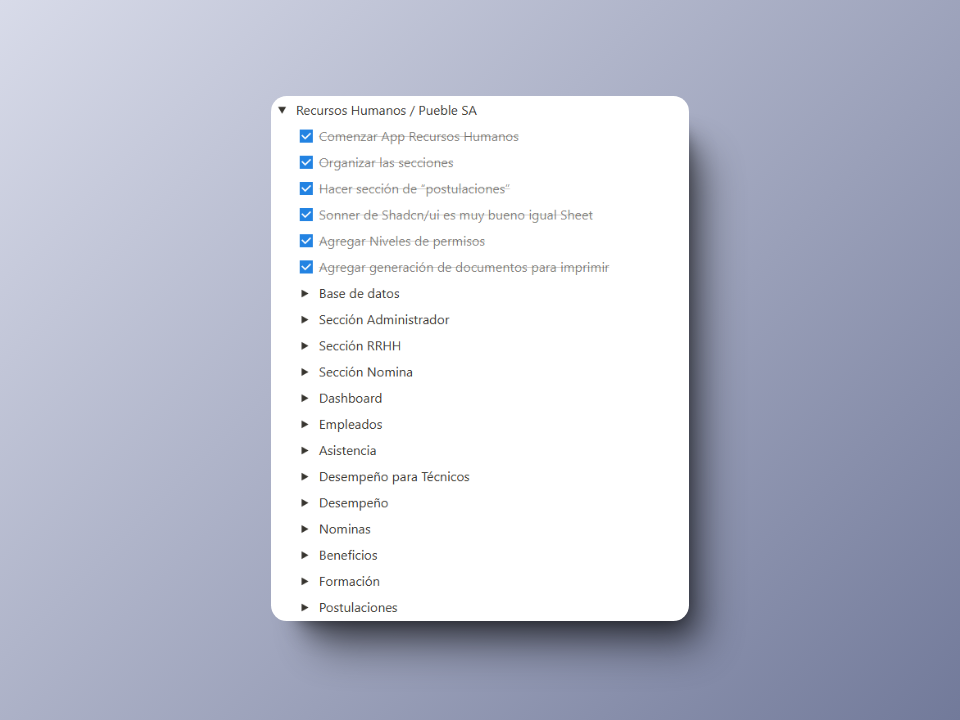 Recursos Humanos / Pueble SA
Comenzar App Recursos Humanos
Organizar las secciones
Hacer sección de “postulaciones”
Sonner de Shadcn/ui es muy bueno igual Sheet
Agregar Niveles de permisos
Agregar generación de documentos para imprimir
Base de datos
Sección Administrador
Sección RRHH
Sección Nomina
Dashboard
Empleados
Asistencia
Desempeño para Técnicos
Desempeño
Nominas
Beneficios
Formación
Postulaciones